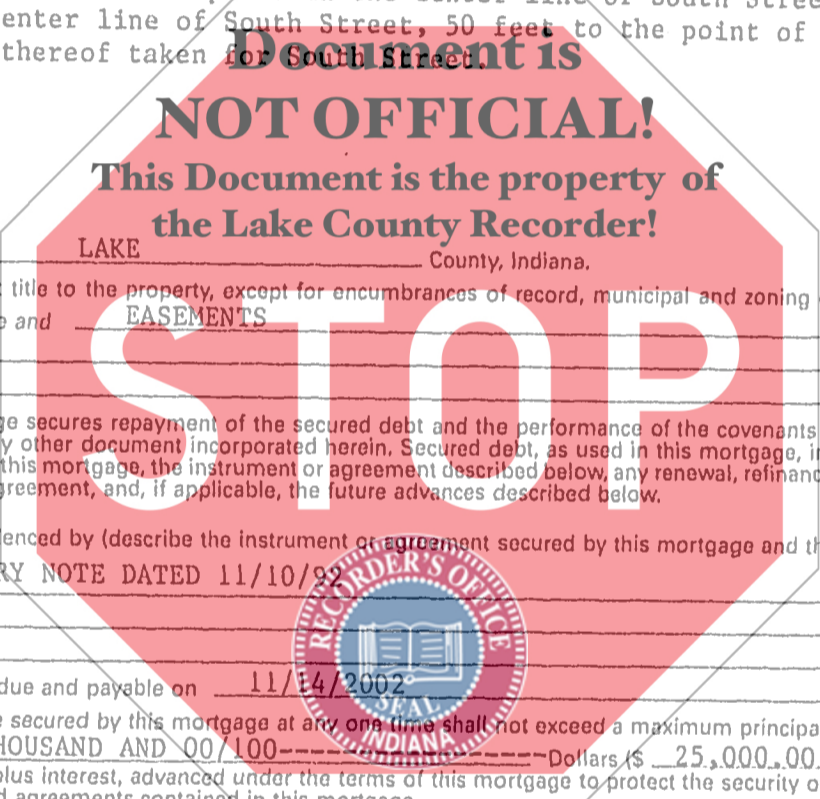 enter line of South Street, 50 feet to the point of
thereof taken for South Street.
Document is
NOT OFFICIAL!
This Document is the property of
the Lake County Recorder!
LAKE County, Indiana.
title to the property, except for encumbrances of record, municipal and zoning
and EASEMENTS
STOP
ge secures repayment of the secured debt and the performance of the covenants
y other document incorporated herein. Secured debt, as used in this mortgage, in
this mortgage, the instrument or agreement described below, any renewal, refinanc
greement, and, if applicable, the future advances described below.
denced by (describe the instrument or agreement secured by this mortgage and th
RY NOTE DATED 11/10/92
RECORDER'S OFFICE
due and payable on 11/14/2002
SEAL
INDIANA
secured by this mortgage at any one time shall not exceed a maximum principa
HOUSAND AND 00/100-----------------------Dollars ($ 25,000.00
plus interest, advanced under the terms of this mortgage to protect the security o
d agreements contained in this mortgage